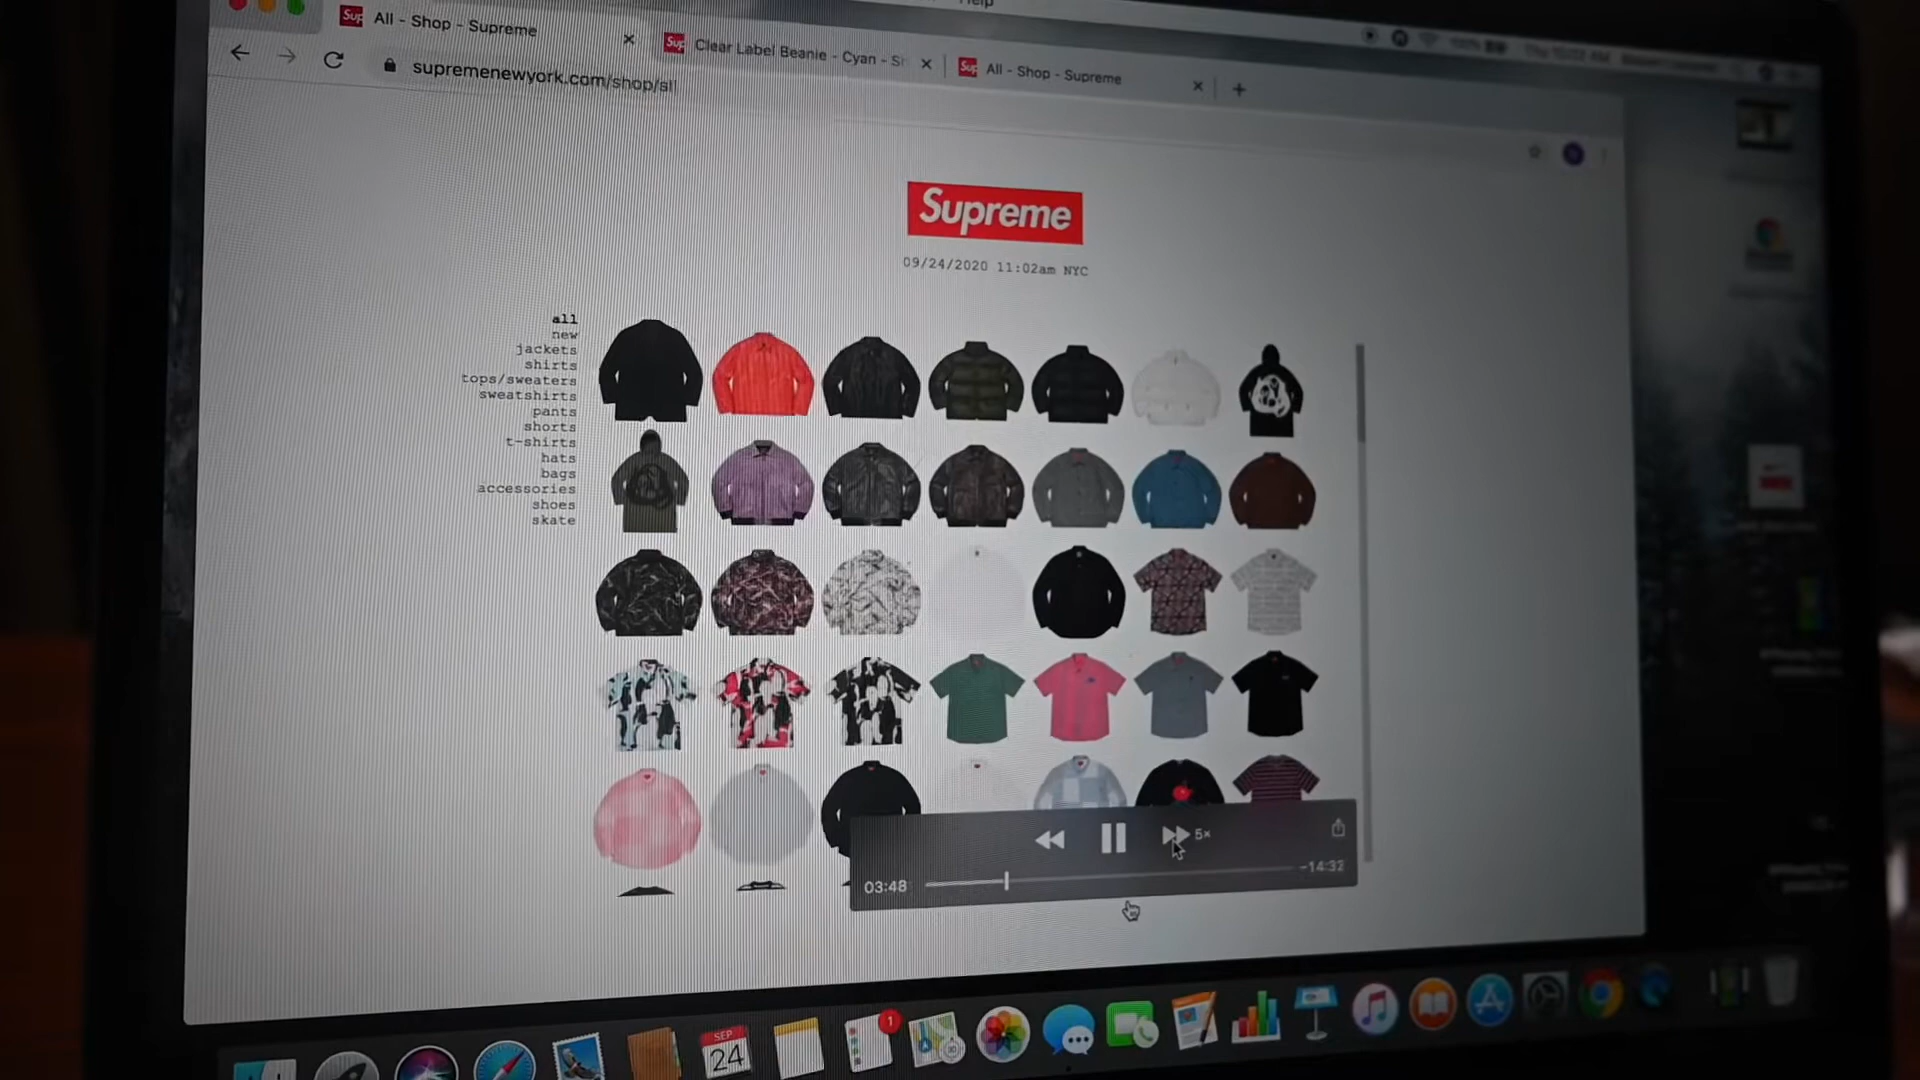 Help
All - Shop - Supreme
Clear Label Beanie - Cyan - S
All - Shop - Supreme
supremenewyork.com/shop/all
Supreme
09/24/2020 11:02am NYC
all
new
jackets
shirts
tops/sweaters
sweatshirts
pants
shorts
t-shirts
hats
bags
accessories
shoes
skate
5×
03:48
-14:32
SEP
24
1